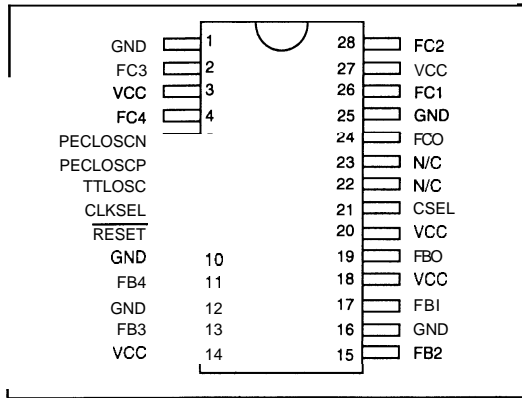 GND 1 28 FC2
FC3 2 27 VCC
VCC 3 26 FC1
FC4 4 25 GND
PECLOSCN 24 FCO
PECLOSCP 23 N/C
TTLOSC 22 N/C
CLKSEL 21 CSEL
RESET 20 VCC
GND 10 19 FBO
FB4 11 18 VCC
GND 12 17 FBI
FB3 13 16 GND
VCC 14 15 FB2